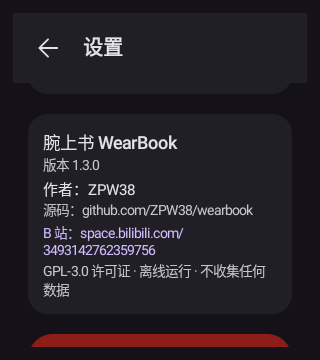 设置
腕上书 WearBook
版本 1.3.0
作者：ZPW38
源码：github.com/ZPW38/wearbook
B 站：space.bilibili.com/
3493142762359756
GPL-3.0 许可证 · 离线运行 · 不收集任何
数据